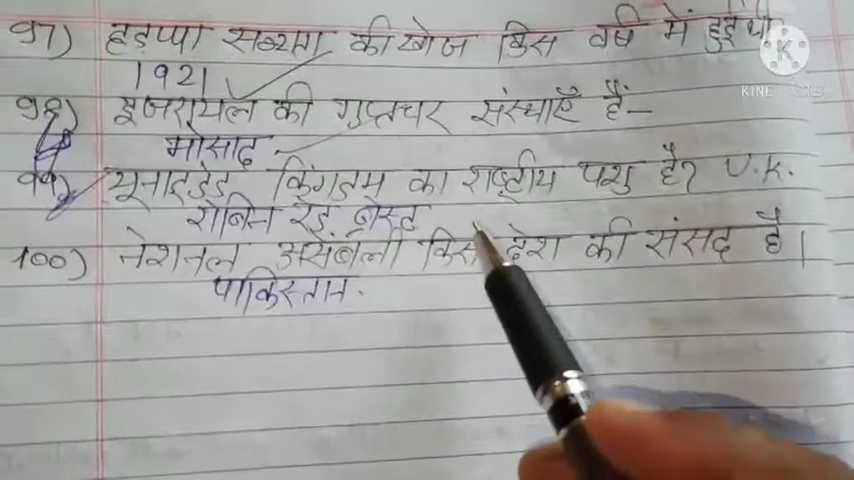 97) हड़प्पा सभ्यता की खोज किस वर्ष में हुई थी
1921
98) इजरायल की गुप्तचर संस्थाएँ हैं-
मोसाद
99) यूनाइटेड किंगडम का राष्ट्रीय पशु है? U.K.
रोबिन रेड ब्रेस्ट
100) नेशनल असेंबली किस देश की संसद है।
पाकिस्तान.
K
KINEMASTER